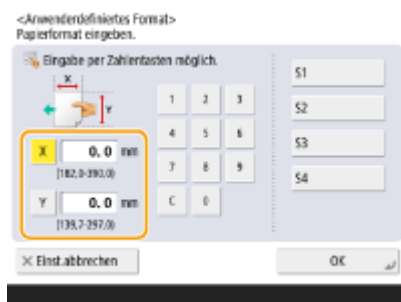 <Anwenderdefiniertes Format>
Papierformat eingeben.
Eingabe per Zahlentasten möglich.
X
Y
X 0,0 mm
(182,0-390,0)
Y 0,0 mm
(139,7-297,0)
1 2 3
4 5 6
7 8 9
C 0
S1
S2
S3
S4
× Einst.abbrechen
OK